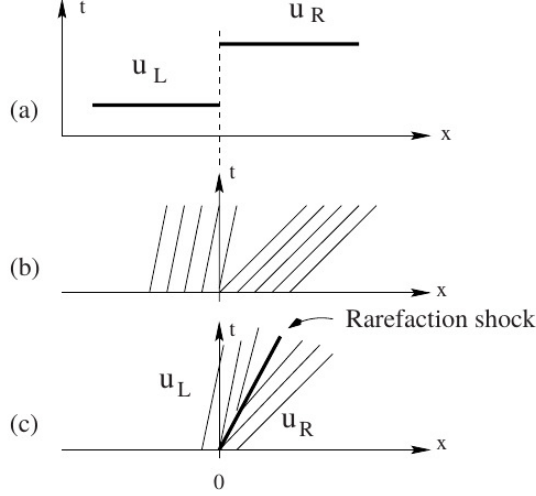 t
u R
u L
(a)
x
t
(b)
x
t
Rarefaction shock
u L
u R
(c)
x
0